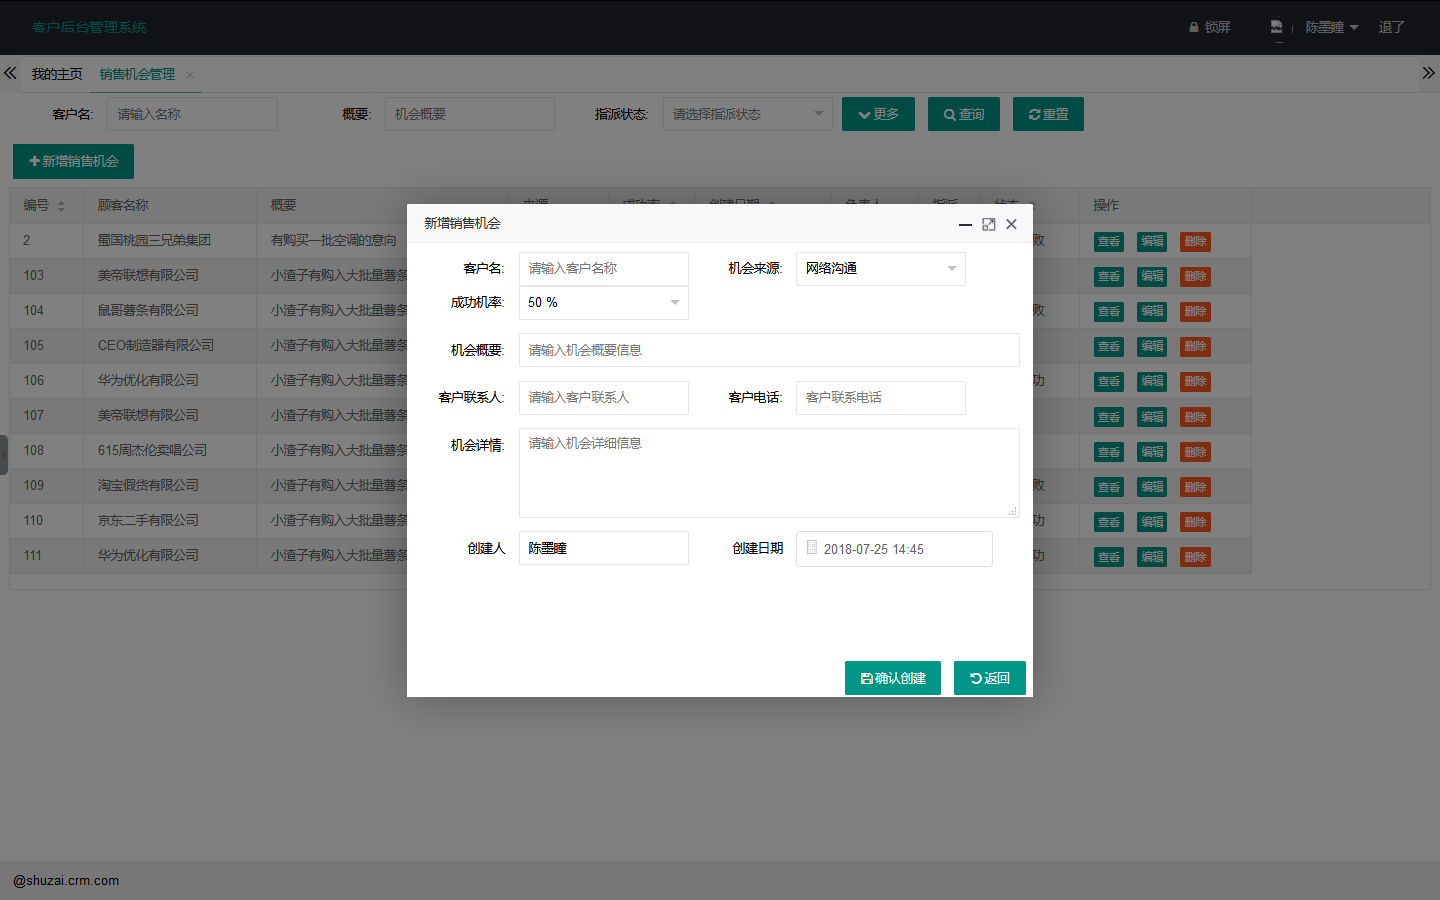 客户后台管理系统 锁屏 陈墨瞳 退了
我的主页 销售机会管理
客户名: 请输入名称 概要: 机会概要 指派状态: 请选择指派状态 更多 查询 重置
新增销售机会
编号 顾客名称 概要 操作
新增销售机会
2 蜀国桃园三兄弟集团 有购买一批空调的意向 败 查看 编辑 删除
103 美帝联想有限公司 小渣子有购入大批量薯条 查看 编辑 删除
104 鼠哥薯条有限公司 小渣子有购入大批量薯条 败 查看 编辑 删除
105 CEO制造器有限公司 小渣子有购入大批量薯条 查看 编辑 删除
106 华为优化有限公司 小渣子有购入大批量薯条 功 查看 编辑 删除
107 美帝联想有限公司 小渣子有购入大批量薯条 查看 编辑 删除
108 615周杰伦卖唱公司 小渣子有购入大批量薯条 查看 编辑 删除
109 淘宝假货有限公司 小渣子有购入大批量薯条 败 查看 编辑 删除
110 京东二手有限公司 小渣子有购入大批量薯条 功 查看 编辑 删除
111 华为优化有限公司 小渣子有购入大批量薯条 功 查看 编辑 删除
客户名: 请输入客户名称 机会来源: 网络沟通
成功机率: 50 %
机会概要: 请输入机会概要信息
客户联系人: 请输入客户联系人 客户电话: 客户联系电话
机会详情: 请输入机会详细信息
创建人 陈墨瞳 创建日期 2018-07-25 14:45
确认创建 返回
@shuzai.crm.com